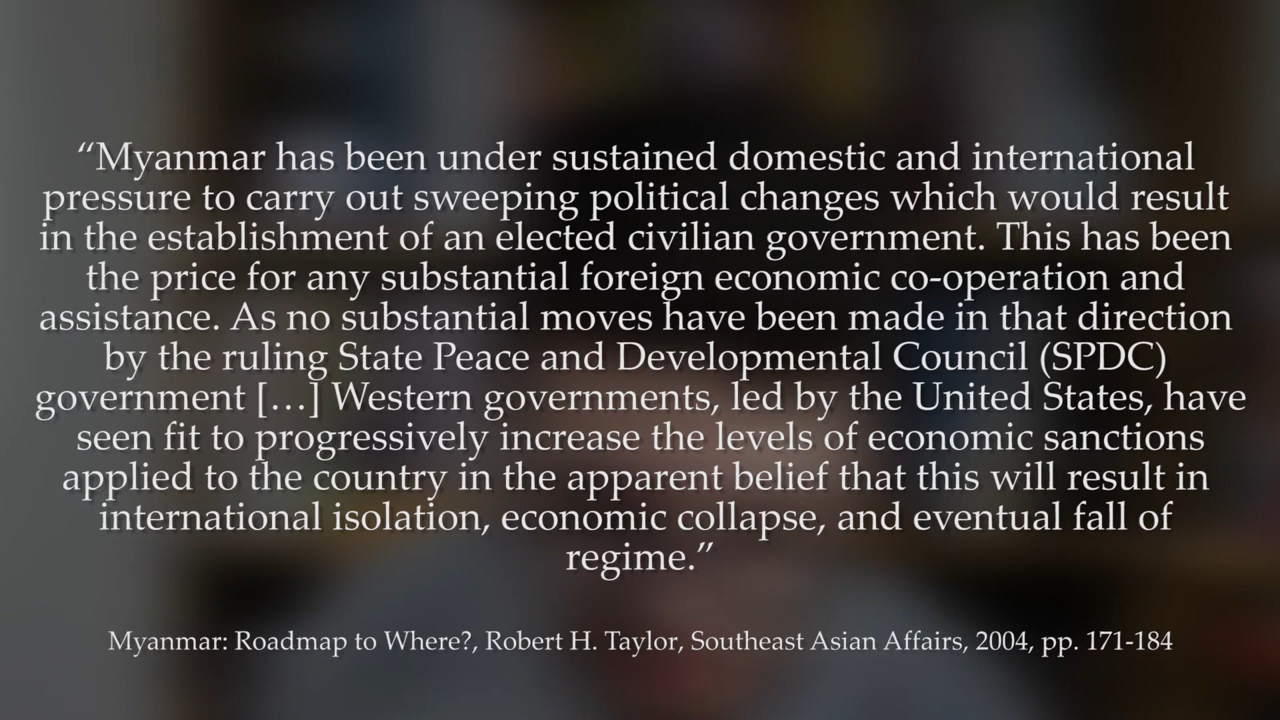 “Myanmar has been under sustained domestic and international
pressure to carry out sweeping political changes which would result
in the establishment of an elected civilian government. This has been
the price for any substantial foreign economic co-operation and
assistance. As no substantial moves have been made in that direction
by the ruling State Peace and Developmental Council (SPDC)
government […] Western governments, led by the United States, have
seen fit to progressively increase the levels of economic sanctions
applied to the country in the apparent belief that this will result in
international isolation, economic collapse, and eventual fall of
regime.”
Myanmar: Roadmap to Where?, Robert H. Taylor, Southeast Asian Affairs, 2004, pp. 171-184